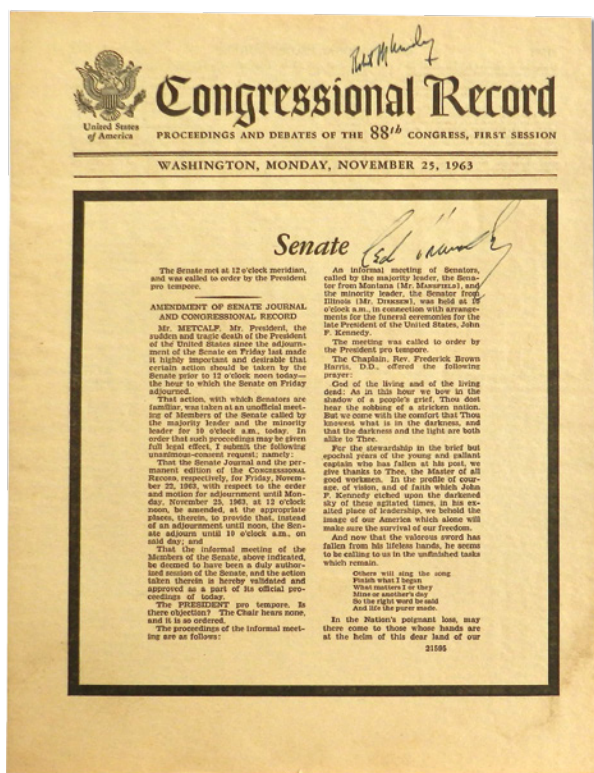 Congressional Record
United States
of America
PROCEEDINGS AND DEBATES OF THE 88th CONGRESS, FIRST SESSION
WASHINGTON, MONDAY, NOVEMBER 25, 1963
Senate
The Senate met at 12 o'clock meridian,
and was called to order by the President
pro tempore.
AMENDMENT OF SENATE JOURNAL
AND CONGRESSIONAL RECORD
Mr. METCALF. Mr. President, the
sudden and tragic death of the President
of the United States since the adjourn-
ment of the Senate on Friday last made
it highly important and desirable that
certain action should be taken by the
Senate prior to 12 o'clock noon today—
the hour to which the Senate on Friday
adjourned.
That action, with which Senators are
familiar, was taken at an unofficial meet-
ing of Members of the Senate called by
the majority leader and the minority
leader for 10 o'clock a.m., today. In
order that such proceedings may be given
full legal effect, I submit the following
unanimous-consent request; namely:
That the Senate Journal and the per-
manent edition of the CONGRESSIONAL
RECORD, respectively, for Friday, Novem-
ber 22, 1963, with respect to the order
and motion for adjournment until Mon-
day, November 25, 1963, at 12 o'clock
noon, be amended, at the appropriate
places, therein, to provide that, instead
of an adjournment until noon, the Sen-
ate adjourn until 10 o'clock a.m., on
said day; and
That the informal meeting of the
Members of the Senate, above indicated,
be deemed to have been a duly author-
ized session of the Senate, and the action
taken therein is hereby validated and
approved as a part of its official pro-
ceedings of today.
The PRESIDENT pro tempore. Is
there objection? The Chair hears none,
and it is so ordered.
The proceedings of the informal meet-
ing are as follows:
An informal meeting of Senators,
called by the majority leader, the Sena-
tor from Montana (Mr. MANSFIELD), and
the minority leader, the Senator from
Illinois (Mr. DIRKSEN), was held at 10
o'clock a.m., in connection with arrange-
ments for the funeral ceremonies for the
late President of the United States, John
F. Kennedy.
The meeting was called to order by
the President pro tempore.
The Chaplain, Rev. Frederick Brown
Harris, D.D., offered the following
prayer:
God of the living and of the living
dead: As in this hour we bow in the
shadow of a people's grief, Thou dost
hear the sobbing of a stricken nation.
But we come with the comfort that Thou
knowest what is in the darkness, and
that the darkness and the light are both
alike to Thee.
For the stewardship in the brief but
epochal years of the young and gallant
captain who has fallen at his post, we
give thanks to Thee, the Master of all
good workmen. In the profile of cour-
age, of vision, and of faith which John
F. Kennedy etched upon the darkened
sky of these agitated times, in his ex-
alted place of leadership, we behold the
image of our America which alone will
make sure the survival of our freedom.
And now that the valorous sword has
fallen from his lifeless hands, he seems
to be calling to us in the unfinished tasks
which remain.
Others will sing the song
Finish what I began
What matters I or they
Mine or another's day
So the right word be said
And life the purer made.
In the Nation's poignant loss, may
there come to those whose hands are
at the helm of this dear land of our
21595